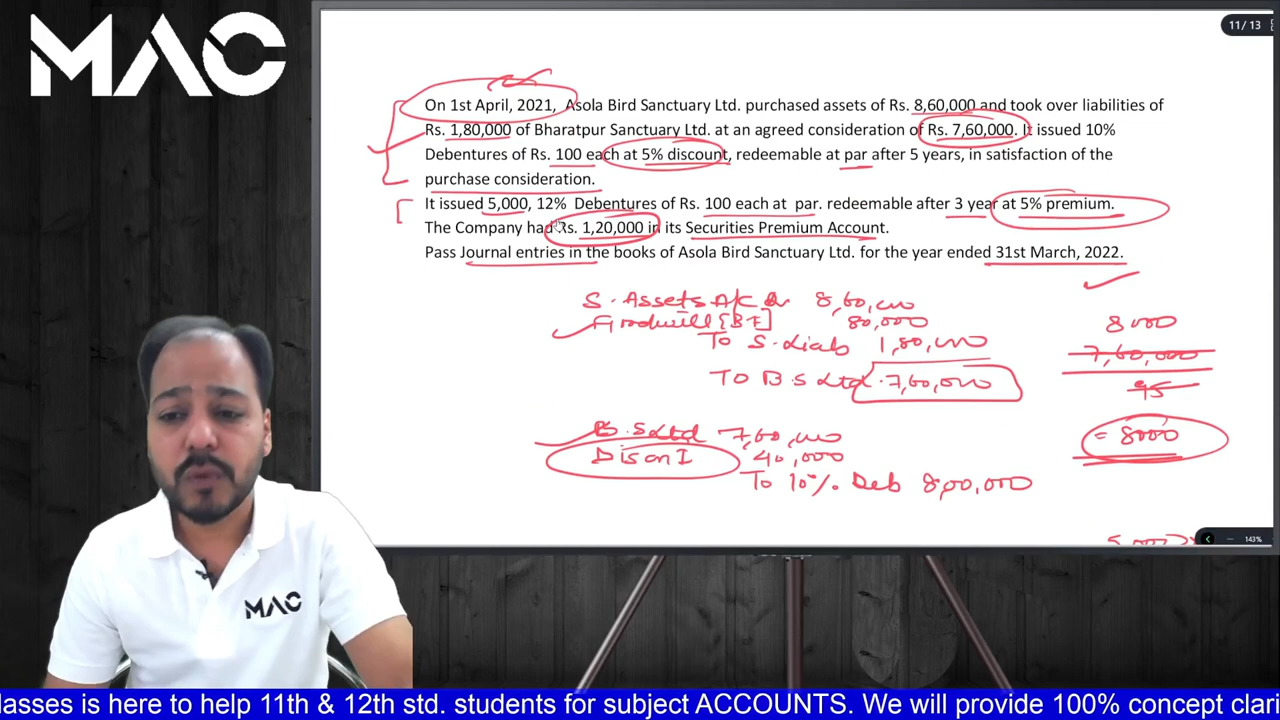 MAC
11 / 13
On 1st April, 2021, Asola Bird Sanctuary Ltd. purchased assets of Rs. 8,60,000 and took over liabilities of
Rs. 1,80,000 of Bharatpur Sanctuary Ltd. at an agreed consideration of Rs. 7,60,000. It issued 10%
Debentures of Rs. 100 each at 5% discount, redeemable at par after 5 years, in satisfaction of the
purchase consideration.
It issued 5,000, 12% Debentures of Rs. 100 each at par. redeemable after 3 year at 5% premium.
The Company had Rs. 1,20,000 in its Securities Premium Account.
Pass Journal entries in the books of Asola Bird Sanctuary Ltd. for the year ended 31st March, 2022.
S. Assets A/C Dr 8,60,000
Goodwill [BF] 80,000
To S. Liab 1,80,000
To B.S Ltd. 7,60,000
8000
7,60,000
95
= 8000
B.S Ltd 7,60,000
Dis on I 40,000
To 10% Deb 8,00,000
143%
MAC
lasses is here to help 11th & 12th std. students for subject ACCOUNTS. We will provide 100% concept clari